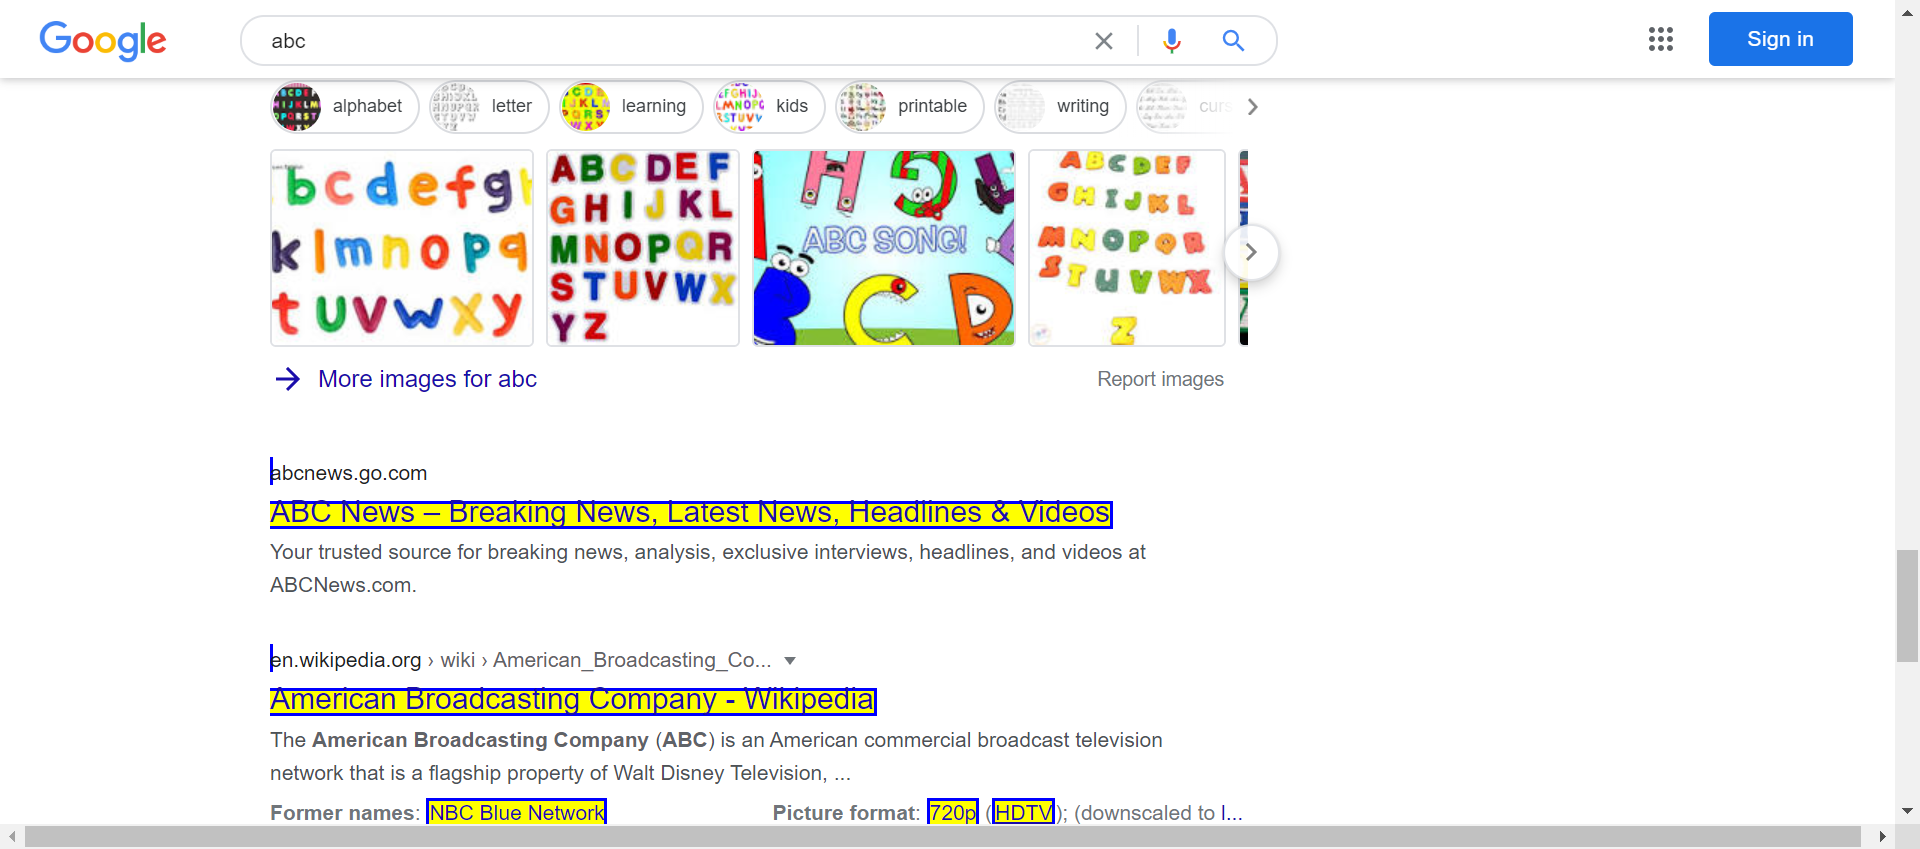 Google
abc
Sign in
alphabet letter learning kids printable writing curs
b c d e f g h
k l m n o p q
t u v w x y
A B C D E F
G H I J K L
M N O P Q R
S T U V W X
Y Z
H G
ABC SONG!
B C D
A B C D E F
G H I J K L
M N O P Q R
S T U V W X
Z
More images for abc
Report images
abcnews.go.com
ABC News – Breaking News, Latest News, Headlines & Videos
Your trusted source for breaking news, analysis, exclusive interviews, headlines, and videos at
ABCNews.com.
en.wikipedia.org › wiki › American_Broadcasting_Co...
American Broadcasting Company - Wikipedia
The American Broadcasting Company (ABC) is an American commercial broadcast television
network that is a flagship property of Walt Disney Television, ...
Former names: NBC Blue Network Picture format: 720p (HDTV); (downscaled to l...